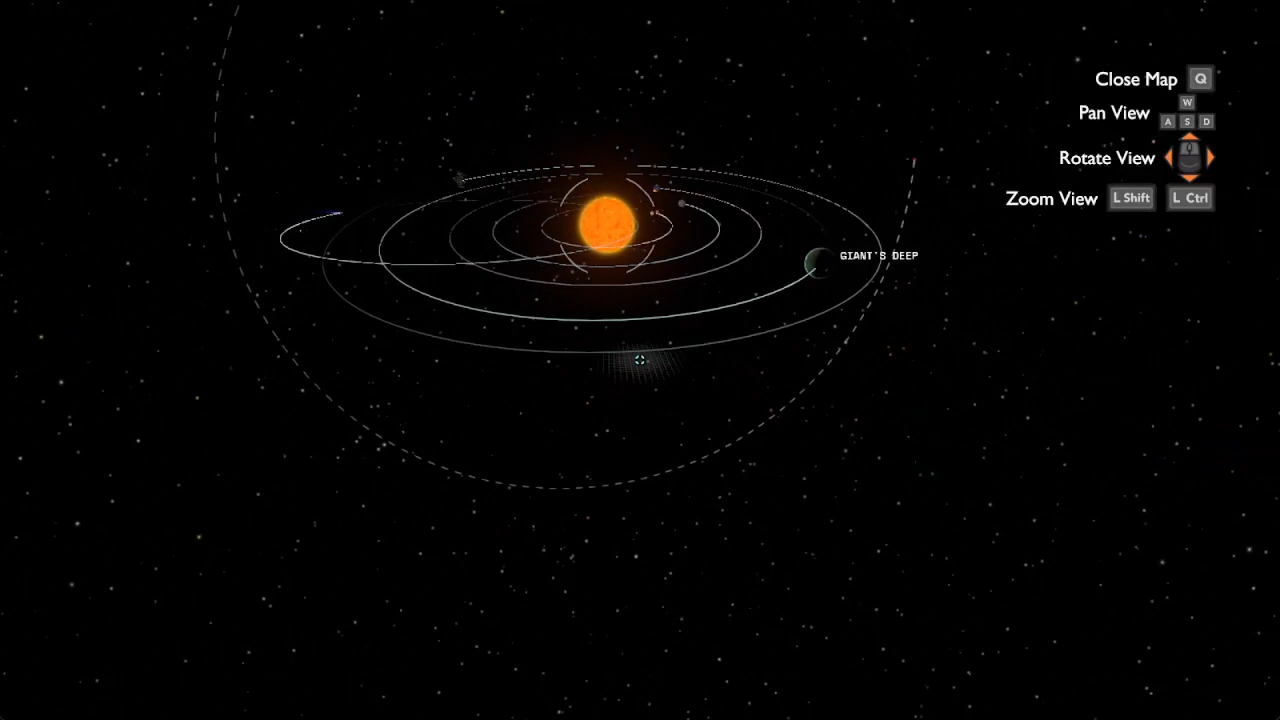 Close Map Q
W
Pan View A S D
Rotate View
Zoom View L Shift L Ctrl
GIANT'S DEEP